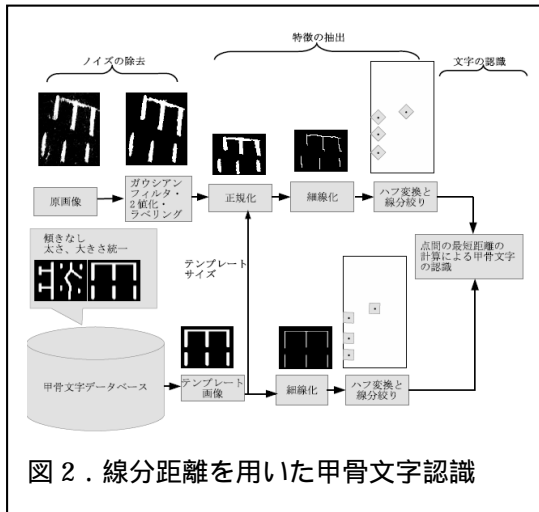 ノイズの除去
特徴の抽出
文字の認識
原画像
ガウシアン
フィルタ・
2値化・
ラベリング
正規化
細線化
ハフ変換と
線分絞り
点間の最短距離の
計算による甲骨文字
の認識
傾きなし
太さ、大きさ統一
テンプレート
サイズ
甲骨文字データベース
テンプレート
画像
細線化
ハフ変換と
線分絞り
図2．線分距離を用いた甲骨文字認識